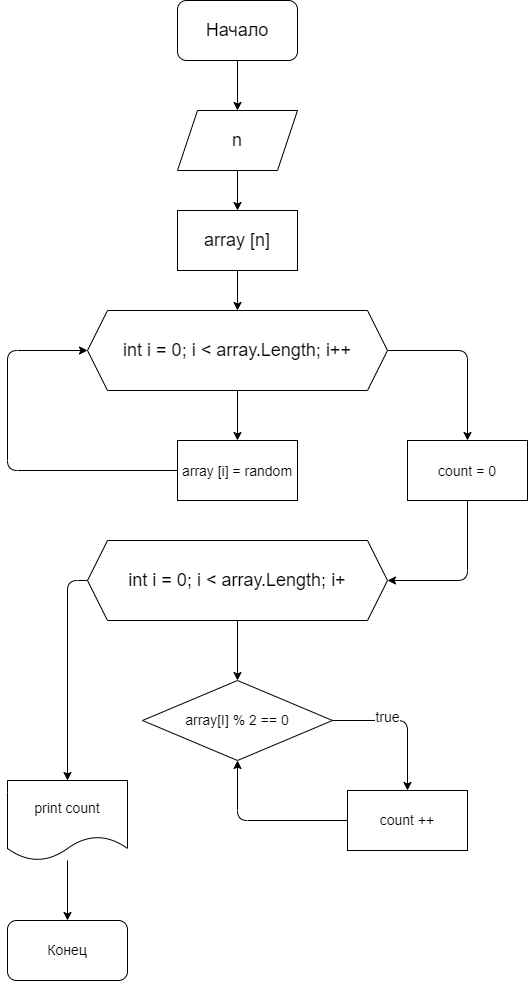 Начало
n
array [n]
int i = 0; i < array.Length; i++
array [i] = random
count = 0
int i = 0; i < array.Length; i+
array[I] % 2 == 0
true
count ++
print count
Конец